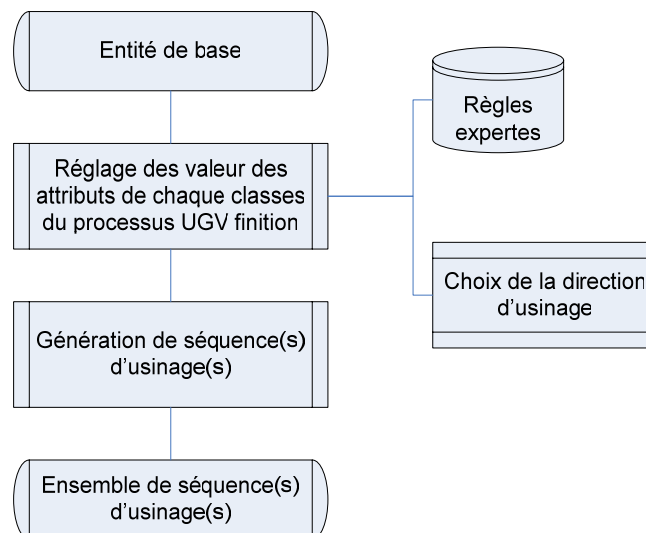 Entité de base
Réglage des valeur des
attributs de chaque classes
du processus UGV finition
Règles
expertes
Choix de la direction
d'usinage
Génération de séquence(s)
d'usinage(s)
Ensemble de séquence(s)
d'usinage(s)